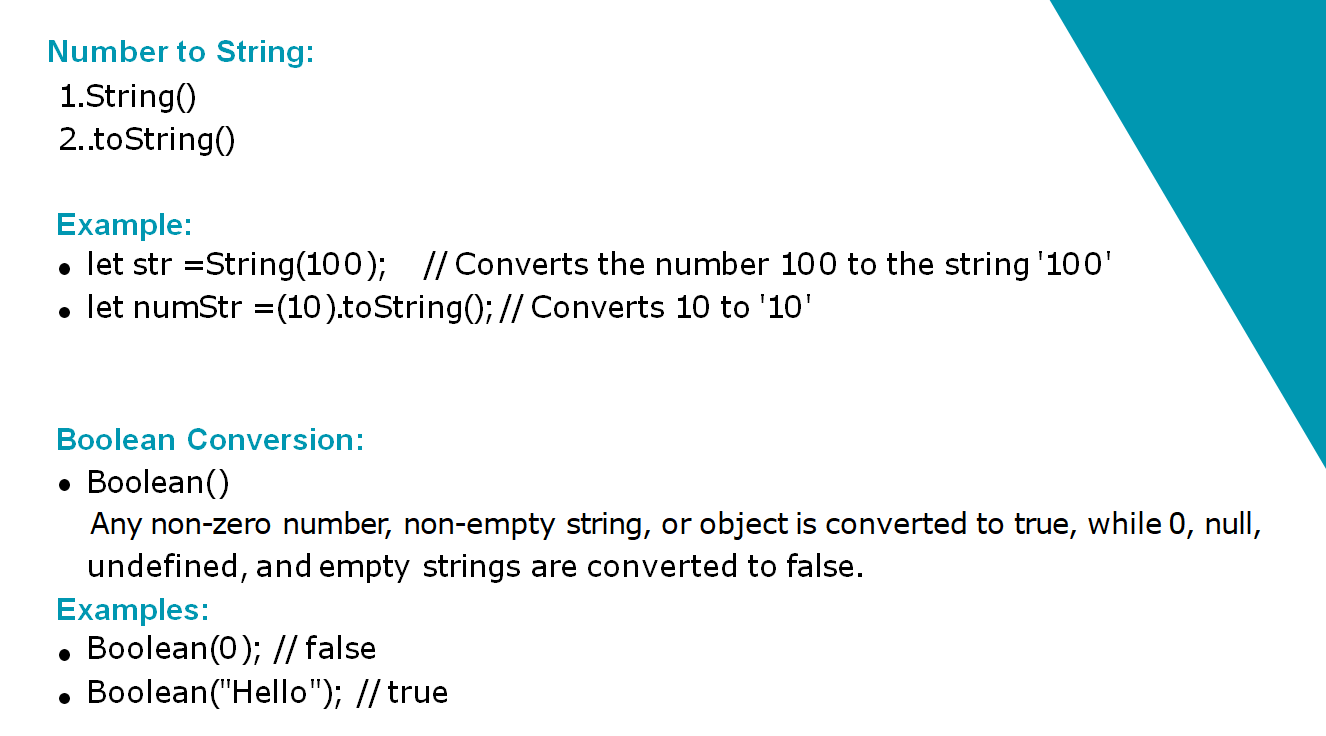 Number to String:
1.String()
2..toString()
Example:
• let str =String(100); // Converts the number 100 to the string '100'
• let numStr =(10).toString(); // Converts 10 to '10'
Boolean Conversion:
• Boolean()
Any non-zero number, non-empty string, or object is converted to true, while 0, null,
undefined, and empty strings are converted to false.
Examples:
• Boolean(0); // false
• Boolean("Hello"); // true